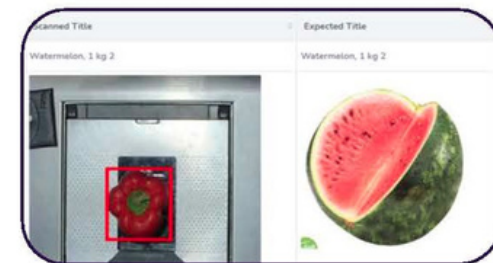 Scanned Title
Expected Title
Watermelon, 1 kg 2
Watermelon, 1 kg 2